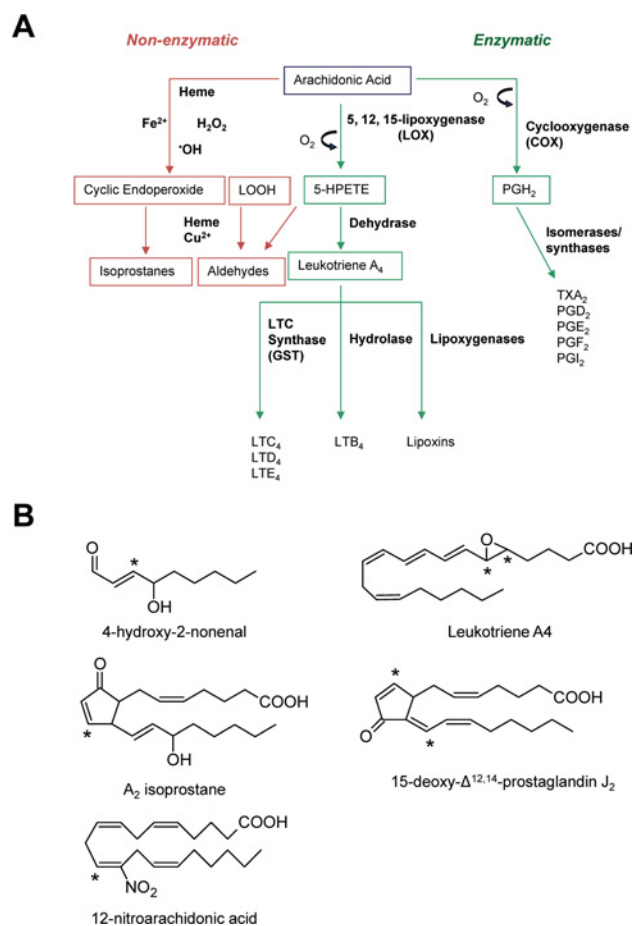 A
Non-enzymatic
Enzymatic
Arachidonic Acid
Heme
Fe²⁺
H₂O₂
•OH
O₂
5, 12, 15-lipoxygenase
(LOX)
O₂
Cyclooxygenase
(COX)
Cyclic Endoperoxide
LOOH
5-HPETE
PGH₂
Heme
Cu²⁺
Dehydrase
Isomerases/
synthases
Isoprostanes
Aldehydes
Leukotriene A₄
TXA₂
PGD₂
PGE₂
PGF₂
PGI₂
LTC
Synthase
(GST)
Hydrolase
Lipoxygenases
LTC₄
LTD₄
LTE₄
LTB₄
Lipoxins
B
O
*
OH
4-hydroxy-2-nonenal
O
COOH
*
*
Leukotriene A4
O
COOH
*
OH
A₂ isoprostane
*
COOH
O
*
15-deoxy-Δ¹²,¹⁴-prostaglandin J₂
COOH
*
NO₂
12-nitroarachidonic acid